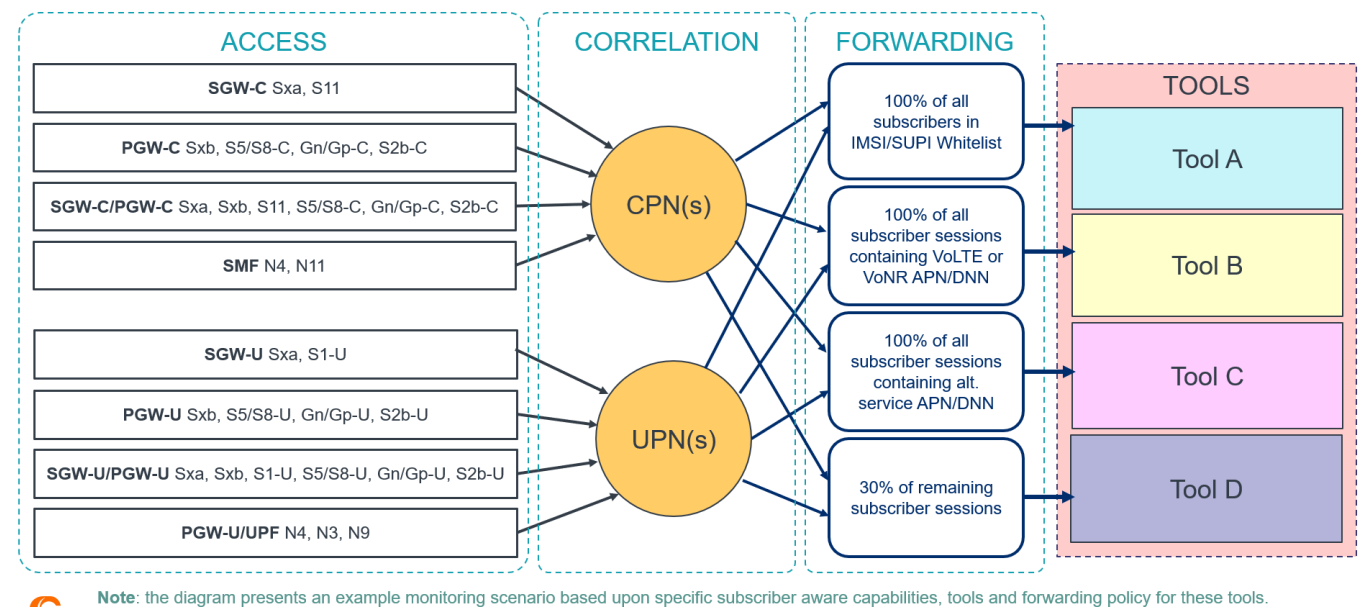 ACCESS
CORRELATION
FORWARDING
TOOLS
SGW-C Sxa, S11
PGW-C Sxb, S5/S8-C, Gn/Gp-C, S2b-C
SGW-C/PGW-C Sxa, Sxb, S11, S5/S8-C, Gn/Gp-C, S2b-C
SMF N4, N11
SGW-U Sxa, S1-U
PGW-U Sxb, S5/S8-U, Gn/Gp-U, S2b-U
SGW-U/PGW-U Sxa, Sxb, S1-U, S5/S8-U, Gn/Gp-U, S2b-U
PGW-U/UPF N4, N3, N9
CPN(s)
UPN(s)
100% of all
subscribers in
IMSI/SUPI Whitelist
100% of all
subscriber sessions
containing VoLTE or
VoNR APN/DNN
100% of all
subscriber sessions
containing alt.
service APN/DNN
30% of remaining
subscriber sessions
Tool A
Tool B
Tool C
Tool D
Note: the diagram presents an example monitoring scenario based upon specific subscriber aware capabilities, tools and forwarding policy for these tools.